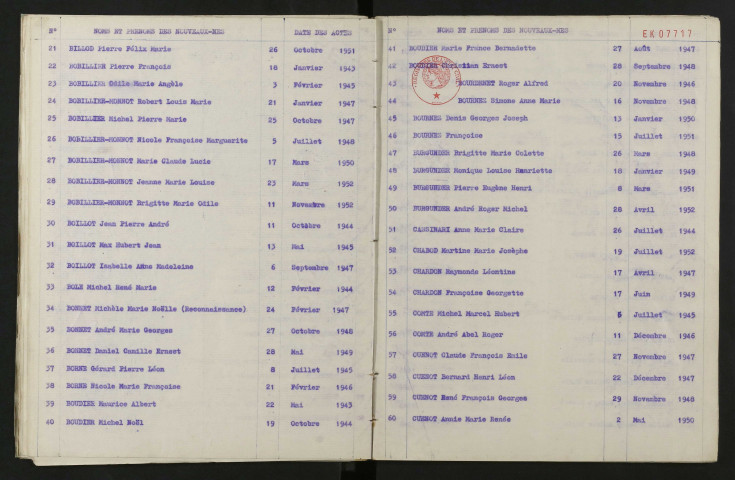 N° NOMS ET PRENOMS DES NOUVEAUX-NES DATE DES ACTES
21 BILLOD Pierre Félix Marie 26 Octobre 1951
22 BOBILLIER Pierre François 18 Janvier 1943
23 BOBILLIER Odile Marie Angèle 3 Février 1945
24 BOBILLIER-MONNOT Robert Louis Marie 21 Janvier 1947
25 BOBILLIER Michel Pierre Marie 25 Octobre 1947
26 BOBILLIER-MONNOT Nicole Françoise Marguerite 5 Juillet 1948
27 BOBILLIER-MONNOT Marie Claude Lucie 17 Mars 1950
28 BOBILLIER-MONNOT Jeanne Marie Louise 23 Mars 1952
29 BOBILLIER-MONNOT Brigitte Marie Odile 11 Novembre 1952
30 BOILLOT Jean Pierre André 11 Octobre 1944
31 BOILLOT Max Hubert Jean 13 Mai 1945
32 BOILLOT Isabelle Anne Madeleine 6 Septembre 1947
33 BOLE Michel René Marie 12 Février 1944
34 BONNET Michèle Marie Noëlle (Reconnaissance) 24 Février 1947
35 BONNET André Marie Georges 27 Octobre 1948
36 BONNET Daniel Camille Ernest 28 Mai 1949
37 BORNE Gérard Pierre Léon 8 Juillet 1945
38 BORNE Nicole Marie Françoise 21 Février 1946
39 BOUDIER Maurice Albert 22 Mai 1943
40 BOUDIER Michel Noël 19 Octobre 1944
N° NOMS ET PRENOMS DES NOUVEAUX-NES EK 07717
41 BOUDIER Marie France Bernadette 27 Août 1947
42 BOUDIER Christian Ernest 28 Septembre 1948
43 BOURDENET Roger Alfred 20 Novembre 1946
44 BOURNES Simone Anne Marie 16 Novembre 1948
45 BOURNES Denis Georges Joseph 13 Janvier 1950
46 BOURNES Françoise 15 Juillet 1951
47 BURGUNDER Brigitte Marie Colette 26 Mars 1948
48 BURGUNDER Monique Louise Henriette 18 Janvier 1949
49 BURGUNDER Pierre Eugène Henri 8 Mars 1951
50 BURGUNDER André Roger Michel 28 Avril 1952
51 CASSINARI Anne Marie Claire 26 Juillet 1944
52 CHABOD Martine Marie Josèphe 19 Juillet 1952
53 CHARDON Raymonde Léontine 17 Avril 1947
54 CHARDON Françoise Georgette 17 Juin 1949
55 COMTE Michel Marcel Hubert 5 Juillet 1945
56 COMTE André Abel Roger 11 Décembre 1946
57 CUENOT Claude François Emile 27 Novembre 1947
58 CUENOT Bernard Henri Léon 22 Décembre 1947
59 CUENOT René François Georges 29 Novembre 1948
60 CUENOT Annie Marie Renée 2 Mai 1950